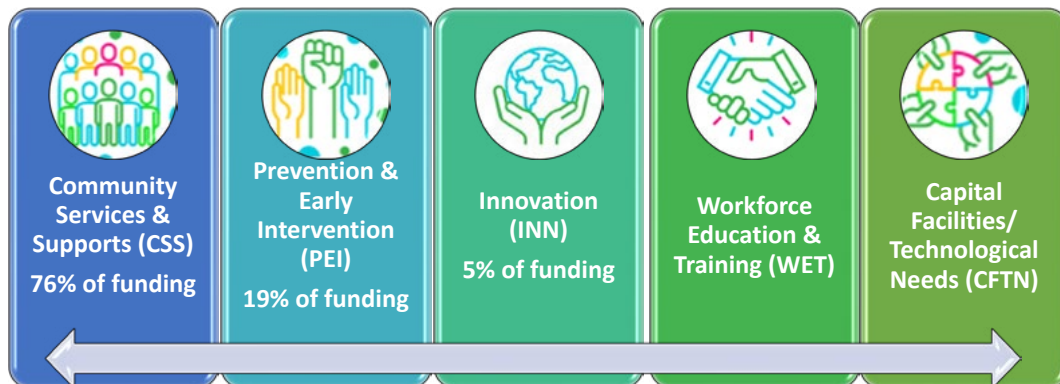 Community
Services &
Supports (CSS)
76% of funding
Prevention &
Early
Intervention
(PEI)
19% of funding
Innovation
(INN)
5% of funding
Workforce
Education &
Training (WET)
Capital
Facilities/
Technological
Needs (CFTN)